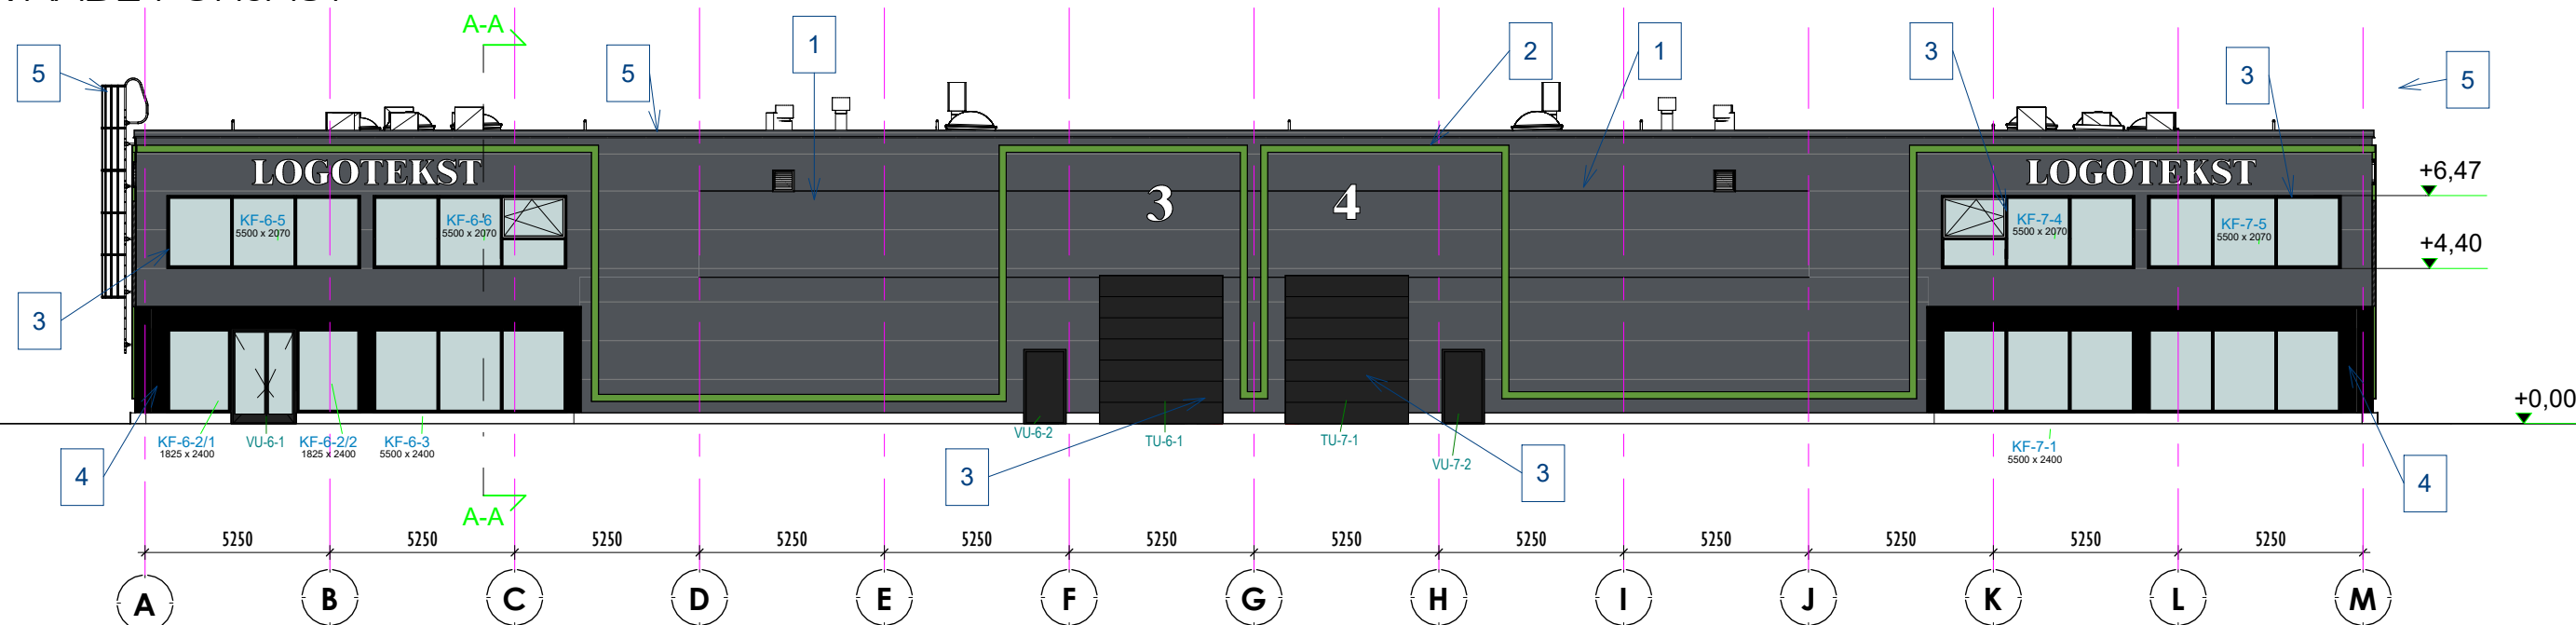 A-A
5
5
1
2
1
3
3
5
LOGOTEKST
LOGOTEKST
+6,47
3
4
KF-6-5
5500 x 2070
KF-6-6
5500 x 2070
KF-7-4
5500 x 2070
KF-7-5
5500 x 2070
+4,40
3
+0,00
KF-6-2/1
1825 x 2400
VU-6-1
KF-6-2/2
1825 x 2400
KF-6-3
5500 x 2400
VU-6-2
TU-6-1
TU-7-1
VU-7-2
KF-7-1
5500 x 2400
4
3
3
4
A-A
5250 5250 5250 5250 5250 5250 5250 5250 5250 5250 5250 5250
A B C D E F G H I J K L M